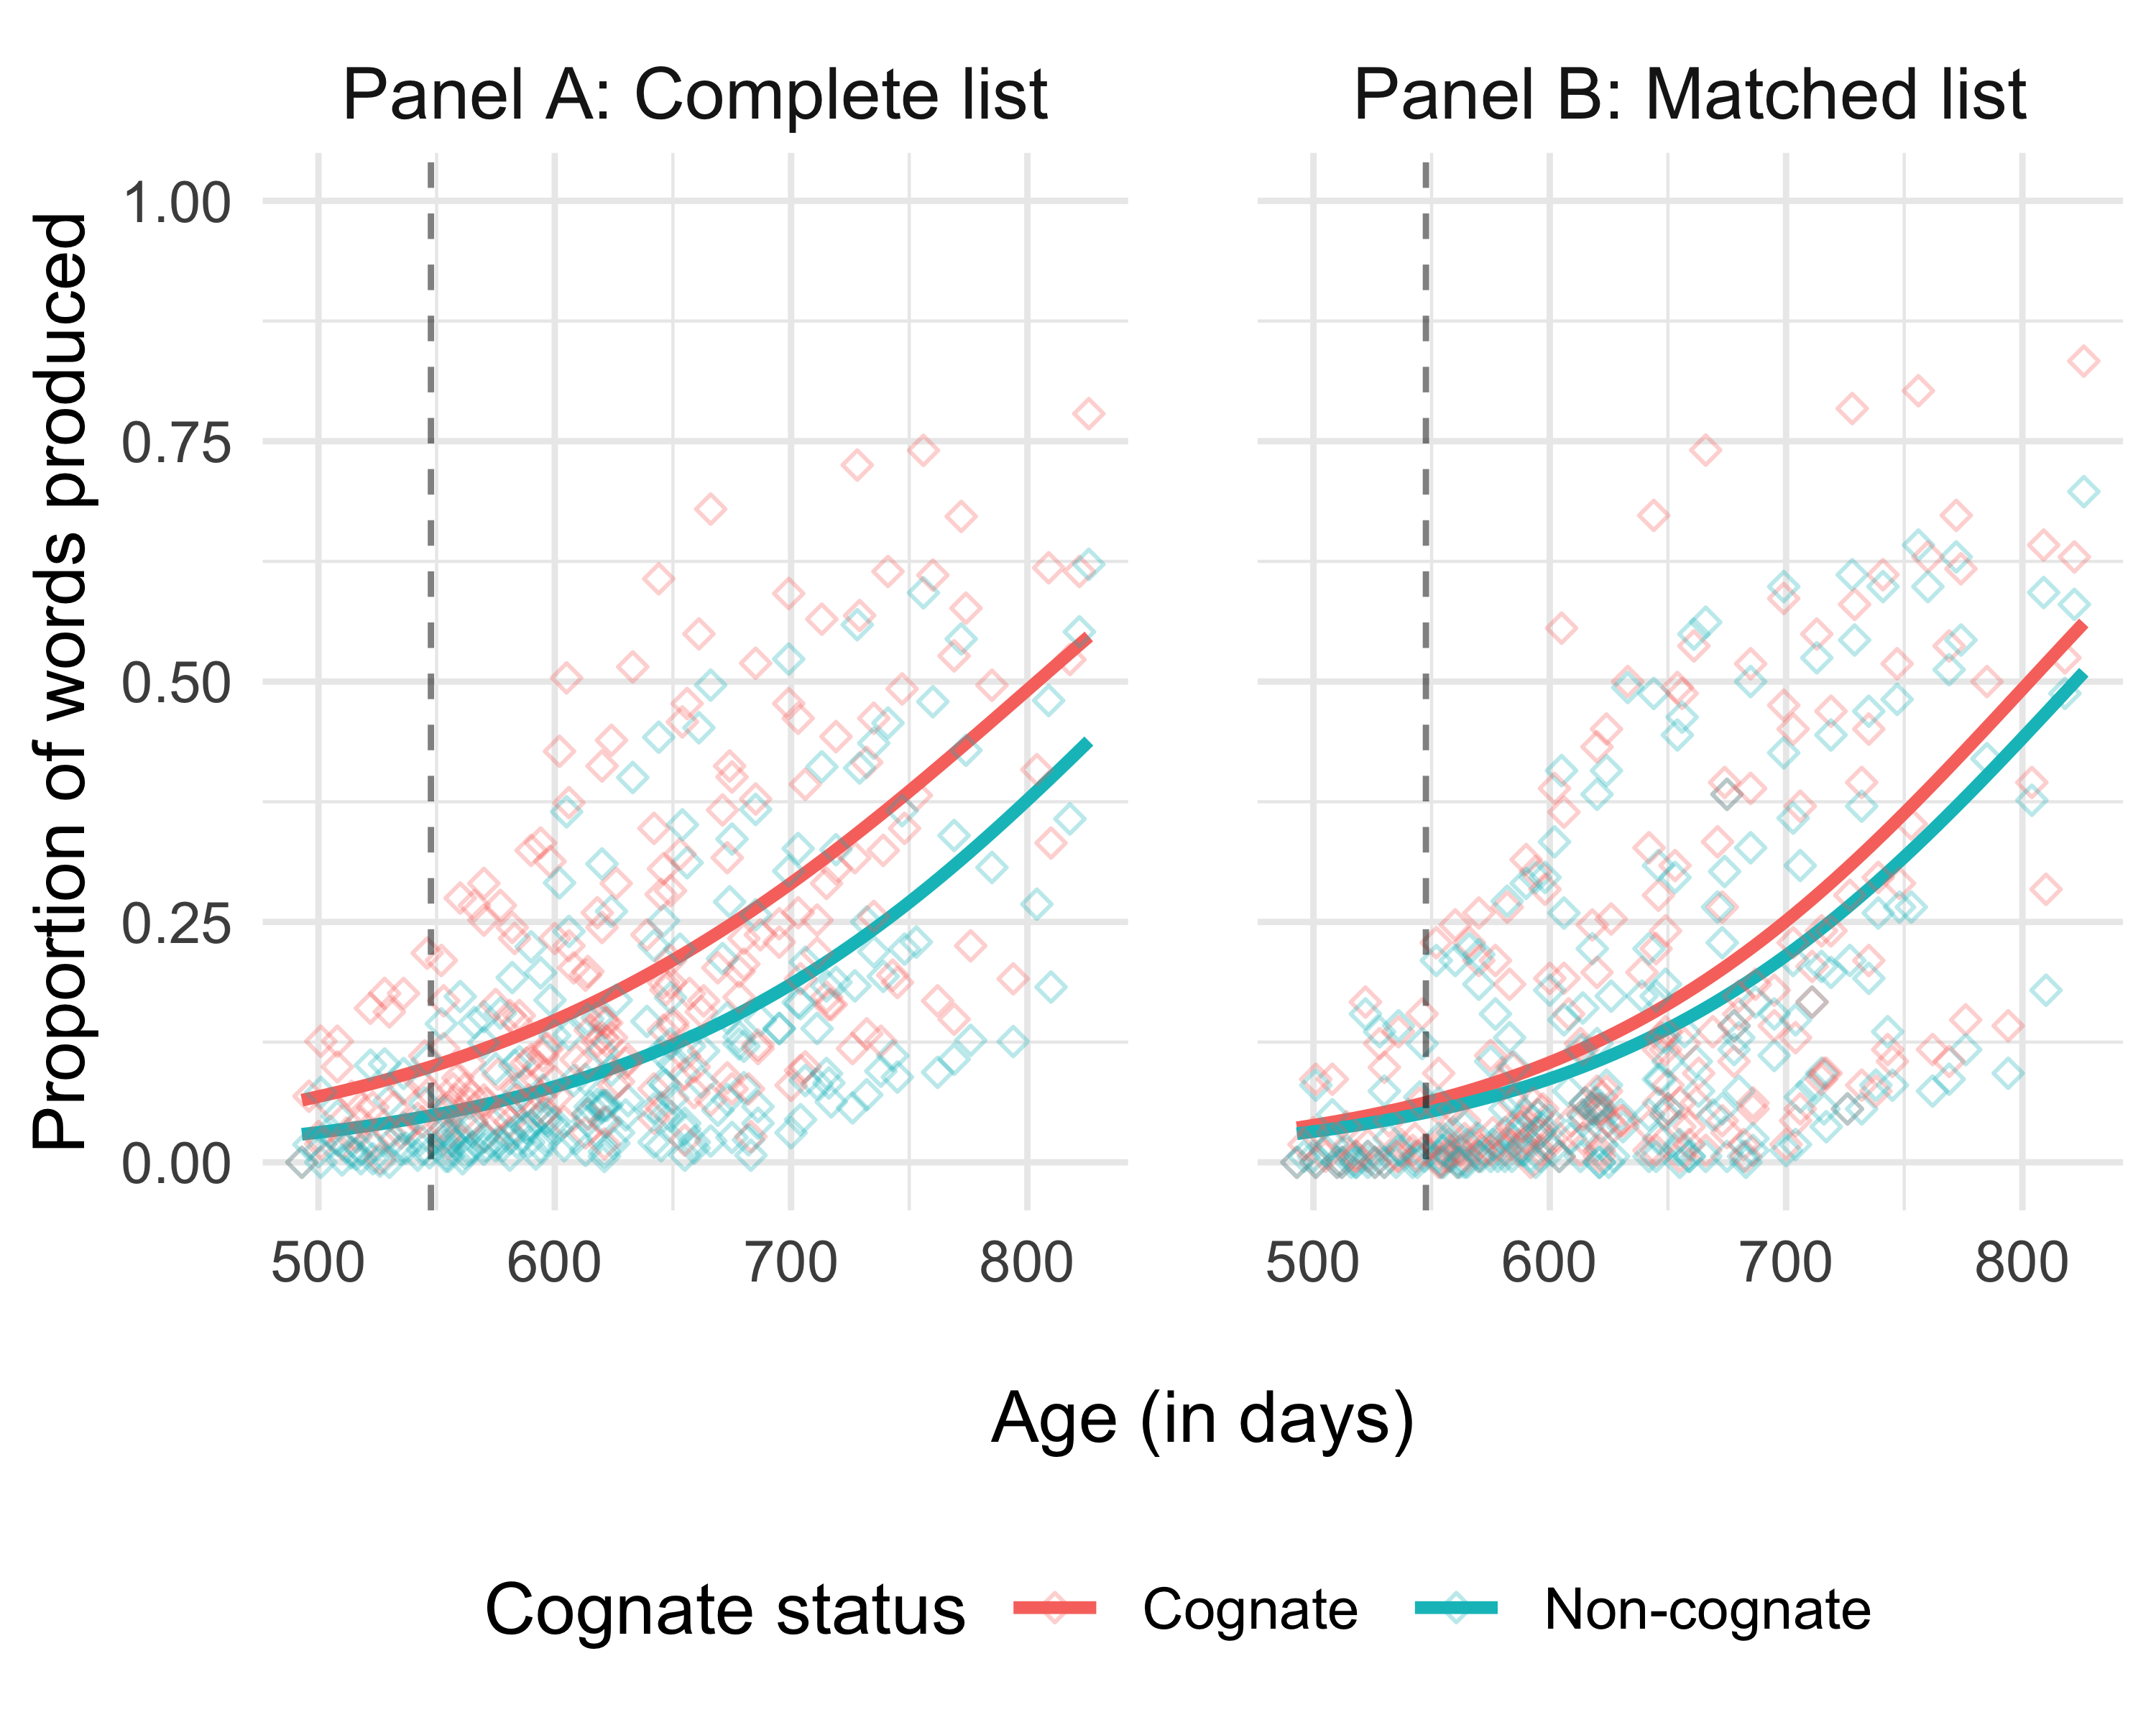 Panel A: Complete list
Panel B: Matched list
Proportion of words produced
1.00
0.75
0.50
0.25
0.00
500 600 700 800
500 600 700 800
Age (in days)
Cognate status Cognate Non-cognate